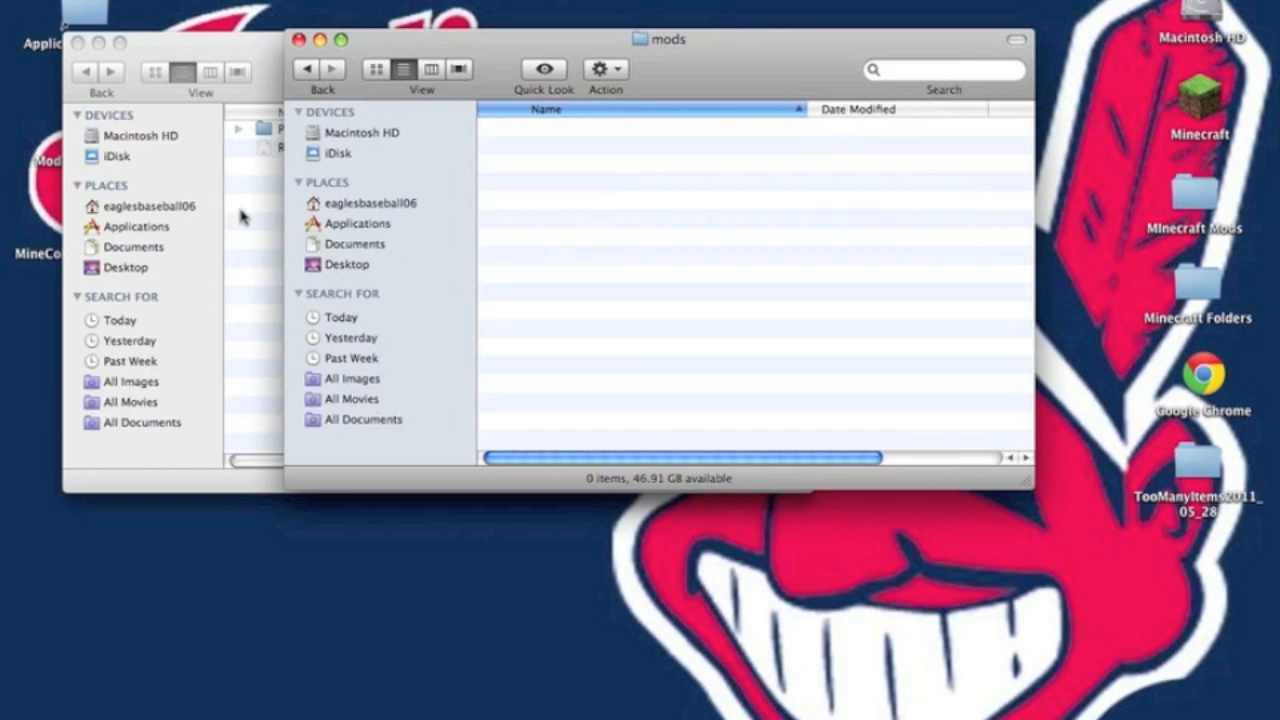 Applic
Back
View
DEVICES
Macintosh HD
iDisk
PLACES
eaglesbaseball06
Applications
Documents
Desktop
SEARCH FOR
Today
Yesterday
Past Week
All Images
All Movies
All Documents
Mod
MineCo
mods
Back
View
Quick Look
Action
Search
DEVICES
Macintosh HD
iDisk
PLACES
eaglesbaseball06
Applications
Documents
Desktop
SEARCH FOR
Today
Yesterday
Past Week
All Images
All Movies
All Documents
Name
Date Modified
0 items, 46.91 GB available
Macintosh HD
Minecraft
MInecraft Mods
Minecraft Folders
Google Chrome
TooManyItems2011_
05_28